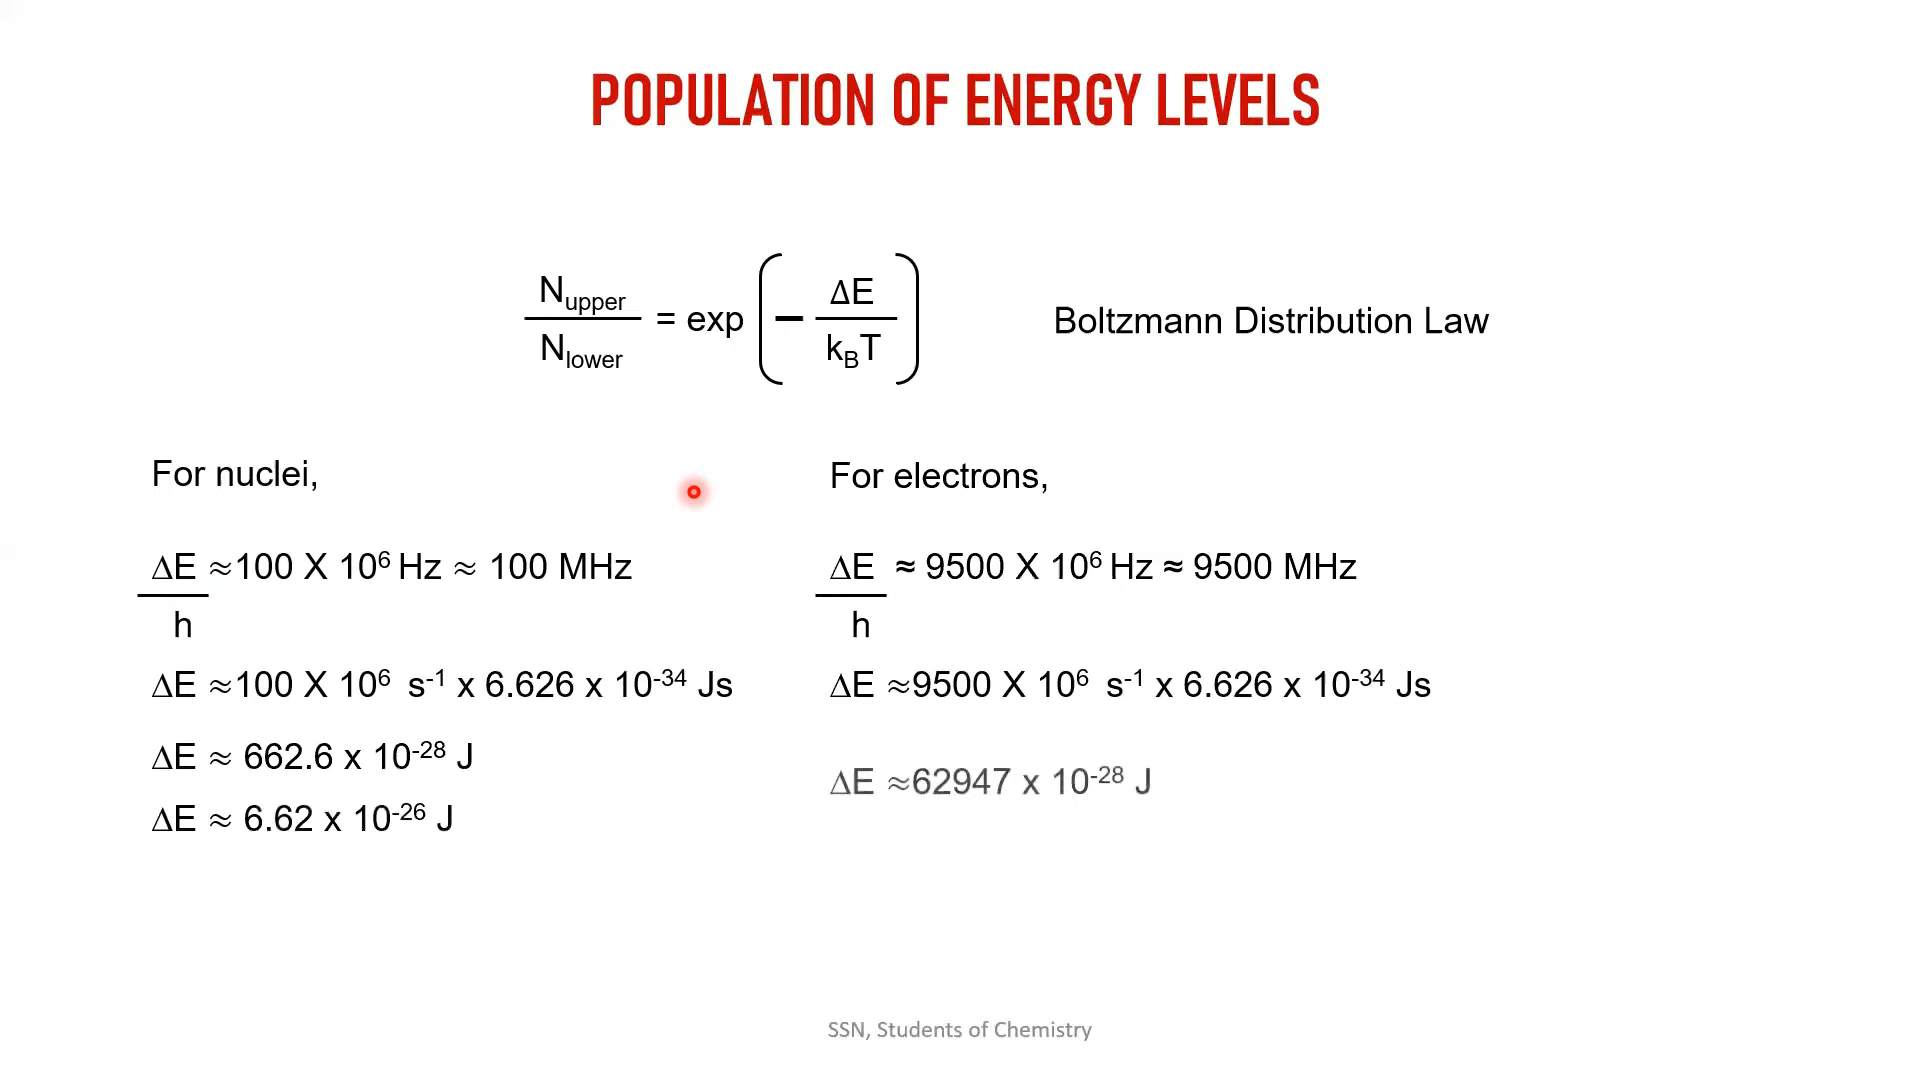 POPULATION OF ENERGY LEVELS
N_upper / N_lower = exp ( − ΔE / k_BT )
Boltzmann Distribution Law
For nuclei,
ΔE / h ≈100 X 10⁶ Hz ≈ 100 MHz
ΔE ≈100 X 10⁶ s⁻¹ x 6.626 x 10⁻³⁴ Js
ΔE ≈ 662.6 x 10⁻²⁸ J
ΔE ≈ 6.62 x 10⁻²⁶ J
For electrons,
ΔE / h ≈ 9500 X 10⁶ Hz ≈ 9500 MHz
ΔE ≈9500 X 10⁶ s⁻¹ x 6.626 x 10⁻³⁴ Js
ΔE ≈62947 x 10⁻²⁸ J
SSN, Students of Chemistry